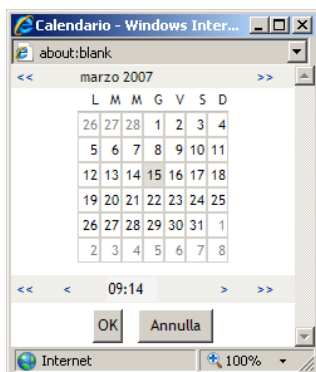 Calendario - Windows Inter...
about:blank
<< marzo 2007 >>
L M M G V S D
26 27 28 1 2 3 4
5 6 7 8 9 10 11
12 13 14 15 16 17 18
19 20 21 22 23 24 25
26 27 28 29 30 31 1
2 3 4 5 6 7 8
<< < 09:14 > >>
OK Annulla
Internet 100%